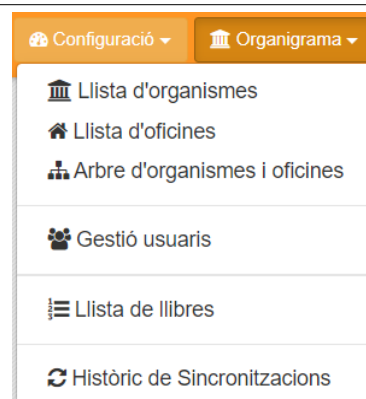 Configuració Organigrama
Llista d'organismes
Llista d'oficines
Arbre d'organismes i oficines
Gestió usuaris
Llista de llibres
Històric de Sincronitzacions